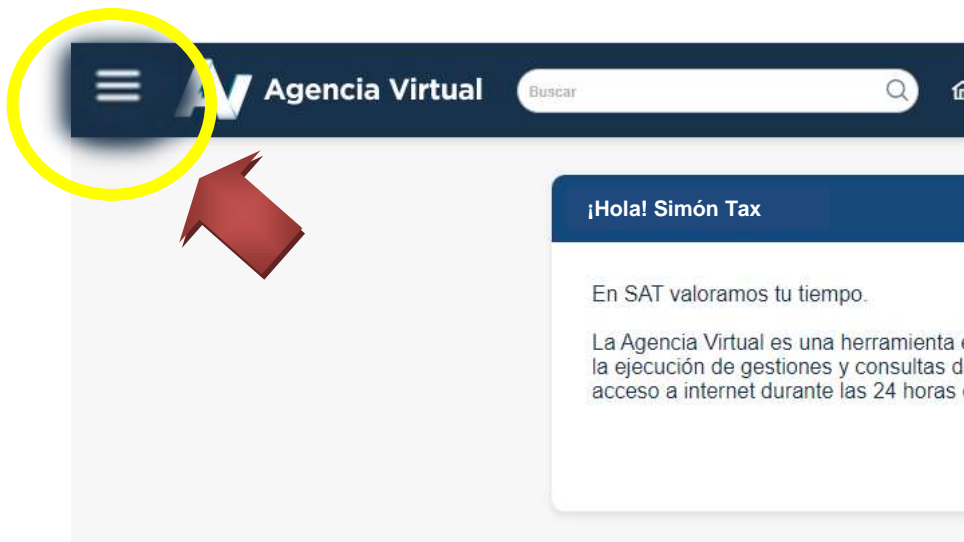 Agencia Virtual
Buscar
¡Hola! Simón Tax
En SAT valoramos tu tiempo.
La Agencia Virtual es una herramienta
la ejecución de gestiones y consultas
acceso a internet durante las 24 horas